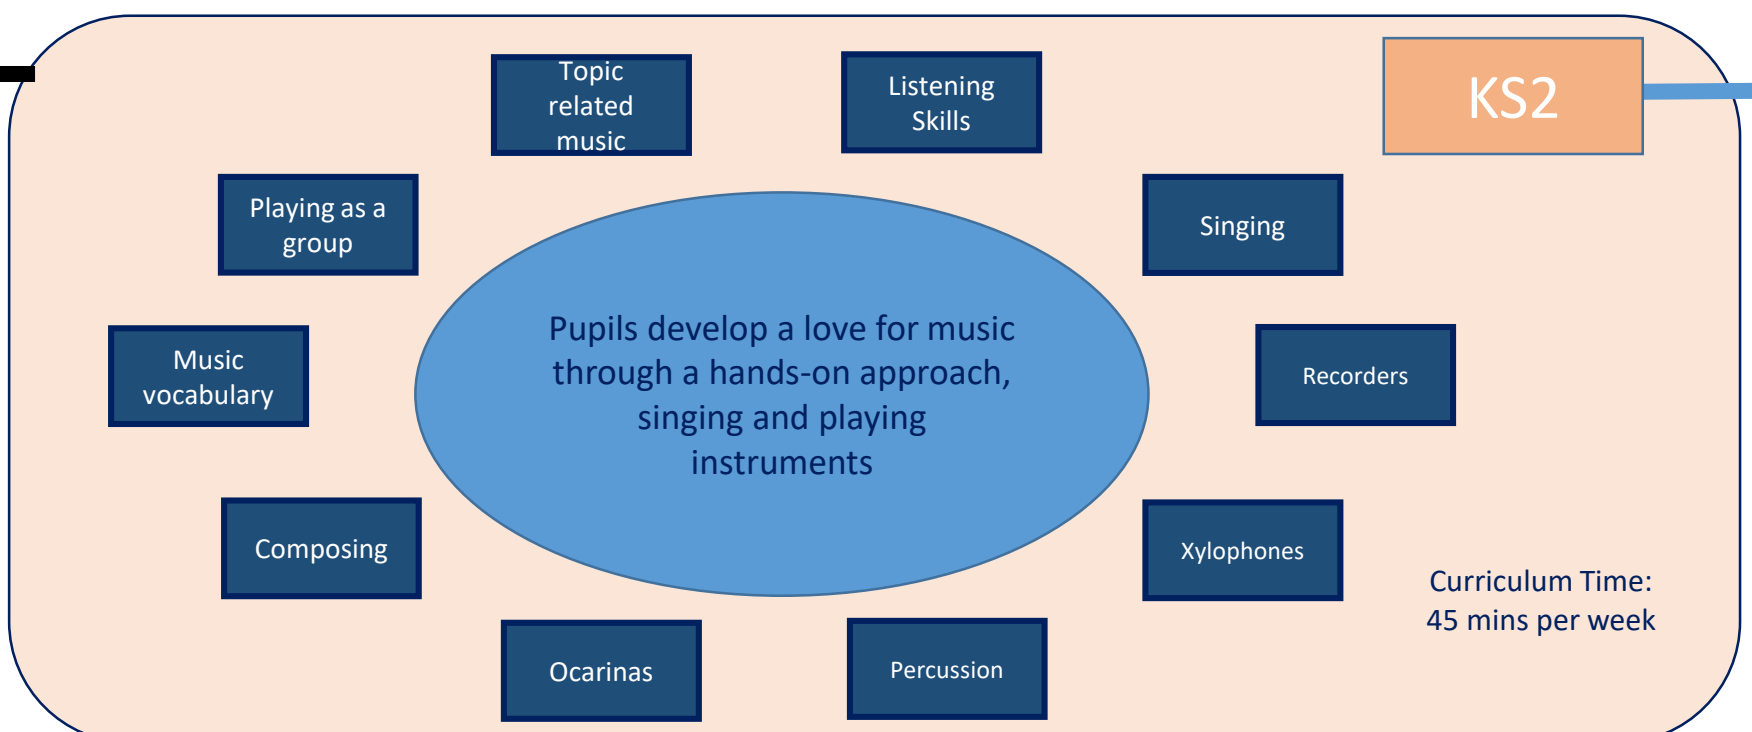 Topic
related
music
Listening
Skills
KS2
Playing as a
group
Singing
Pupils develop a love for music
through a hands-on approach,
singing and playing
instruments
Music
vocabulary
Recorders
Composing
Xylophones
Curriculum Time:
45 mins per week
Ocarinas
Percussion